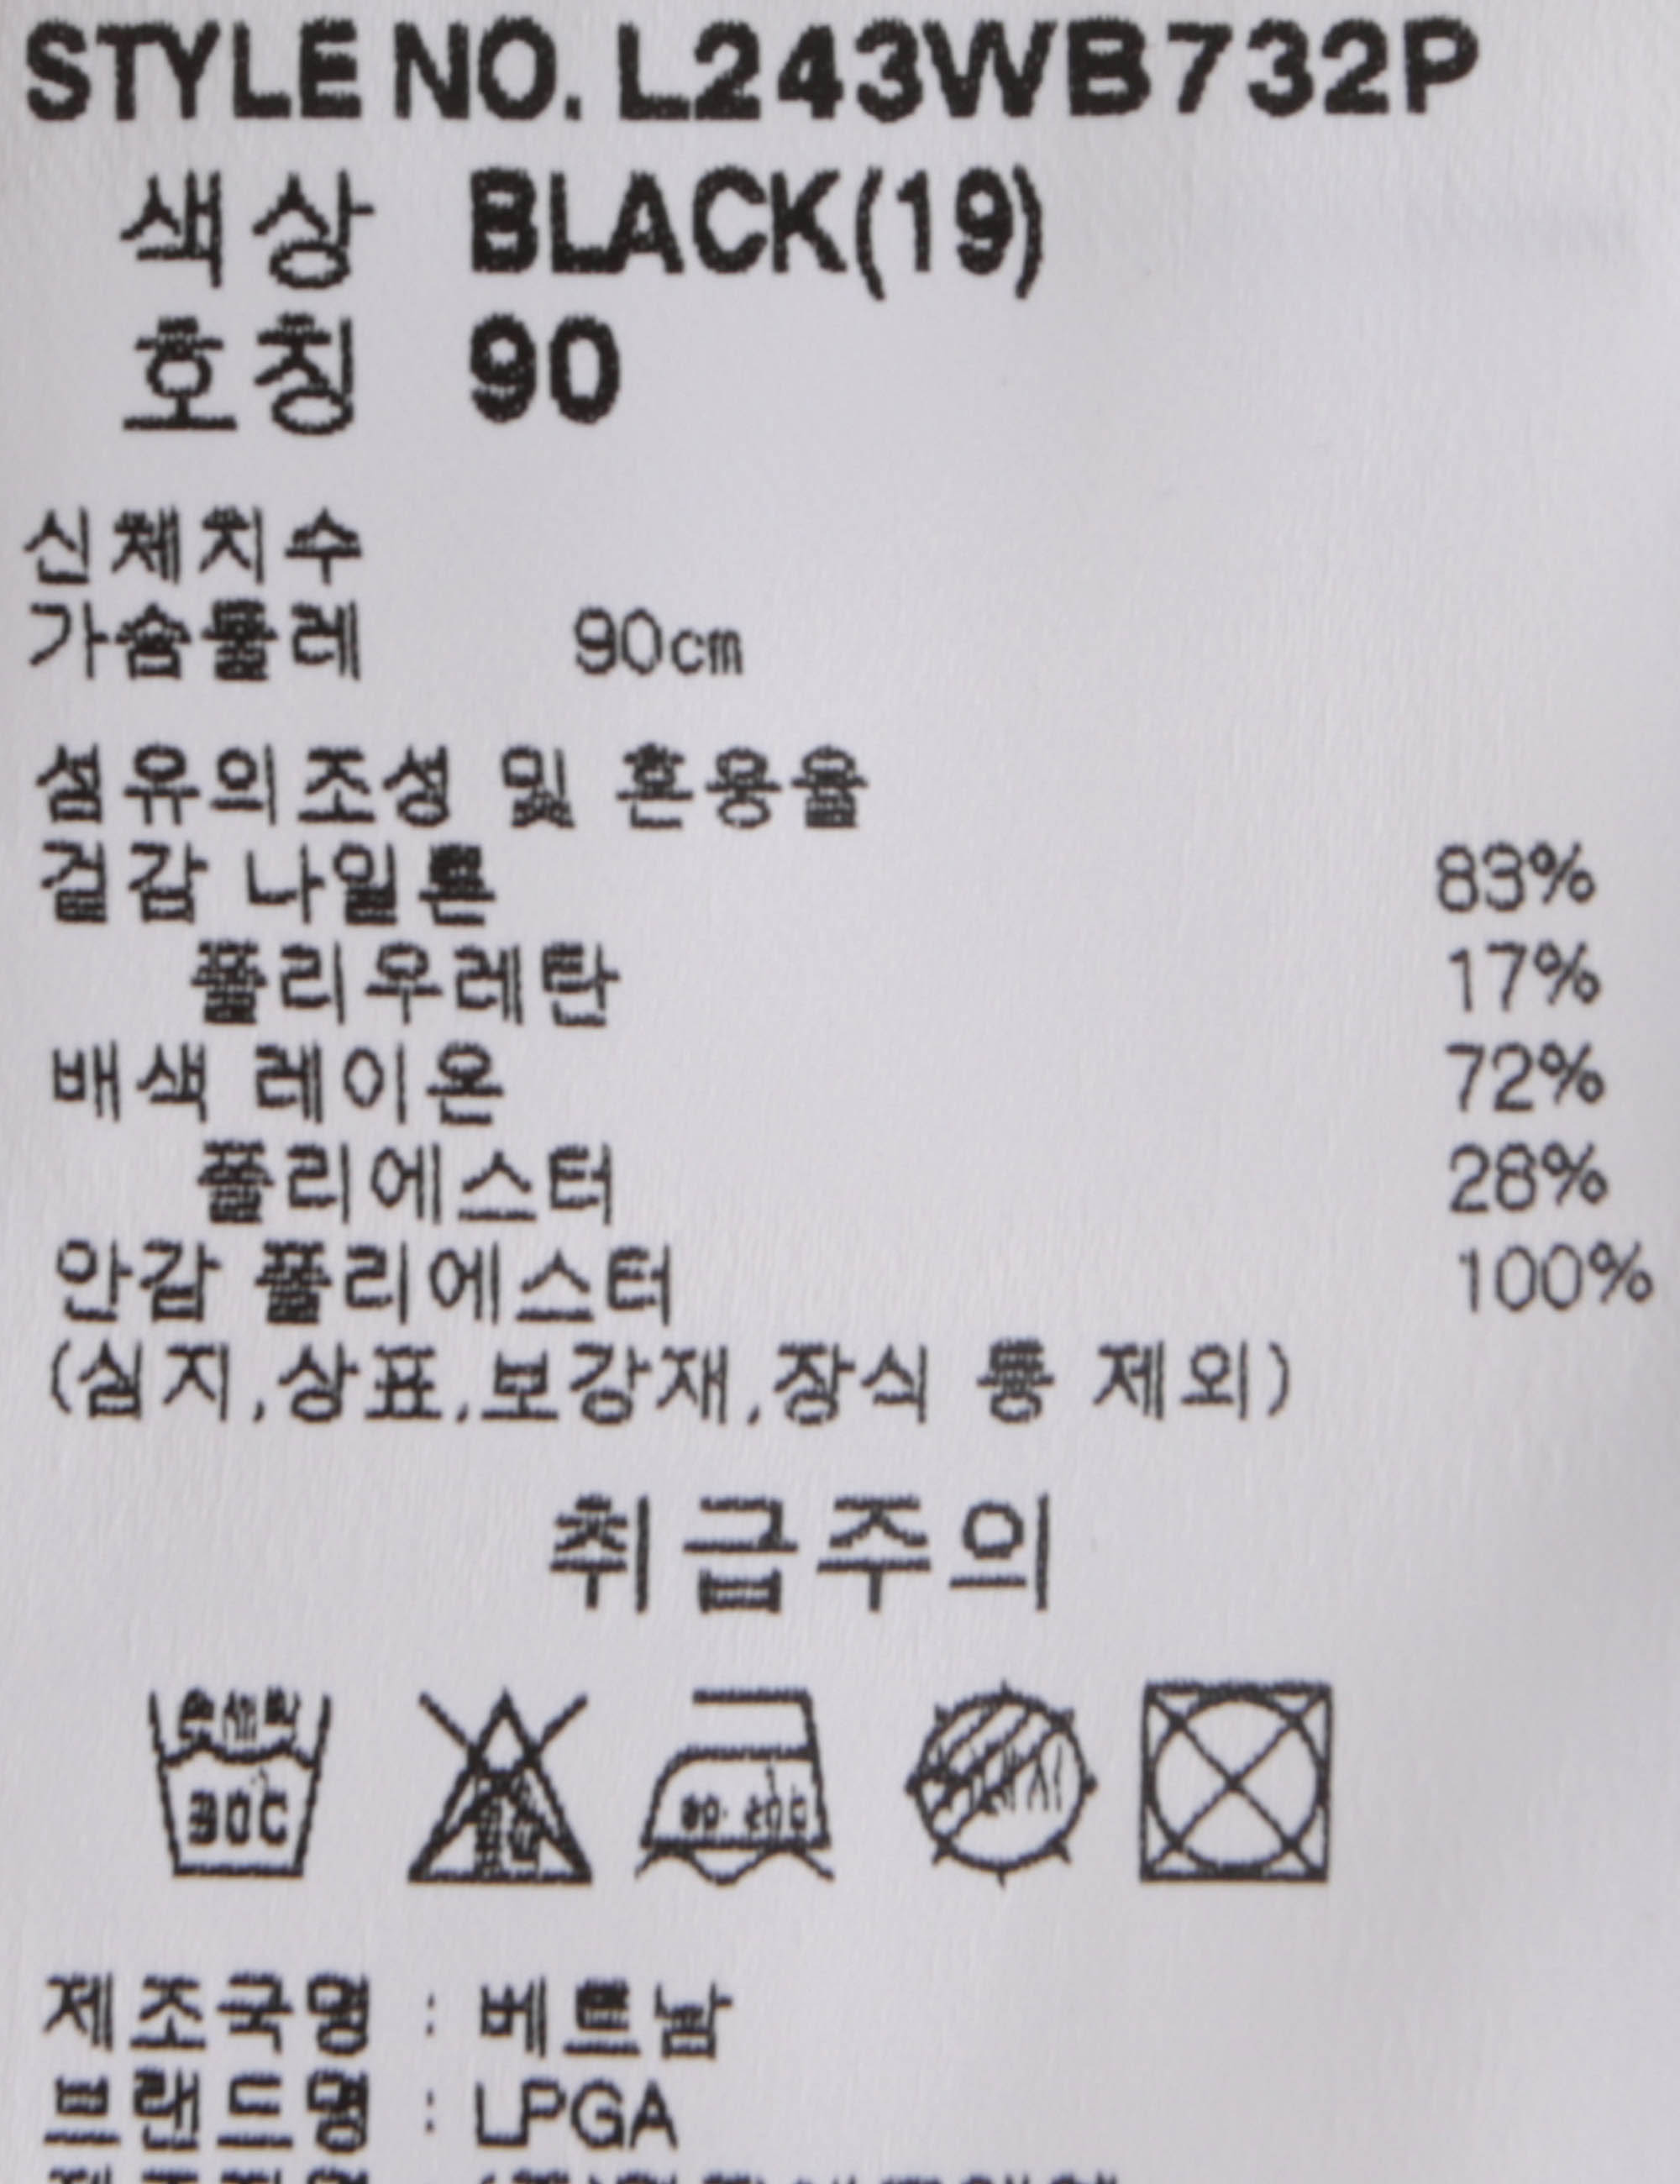 STYLE NO. L243WB732P
색상 BLACK(19)
호칭 90
신체치수
가슴둘레 90cm
섬유의조성 및 혼용율
겉감 나일론 83%
폴리우레탄 17%
배색 레이온 72%
폴리에스터 28%
안감 폴리에스터 100%
(심지,상표,보강재,장식 등 제외)
취급주의
손세탁
30℃
제조국명 : 베트남
브랜드명 : LPGA